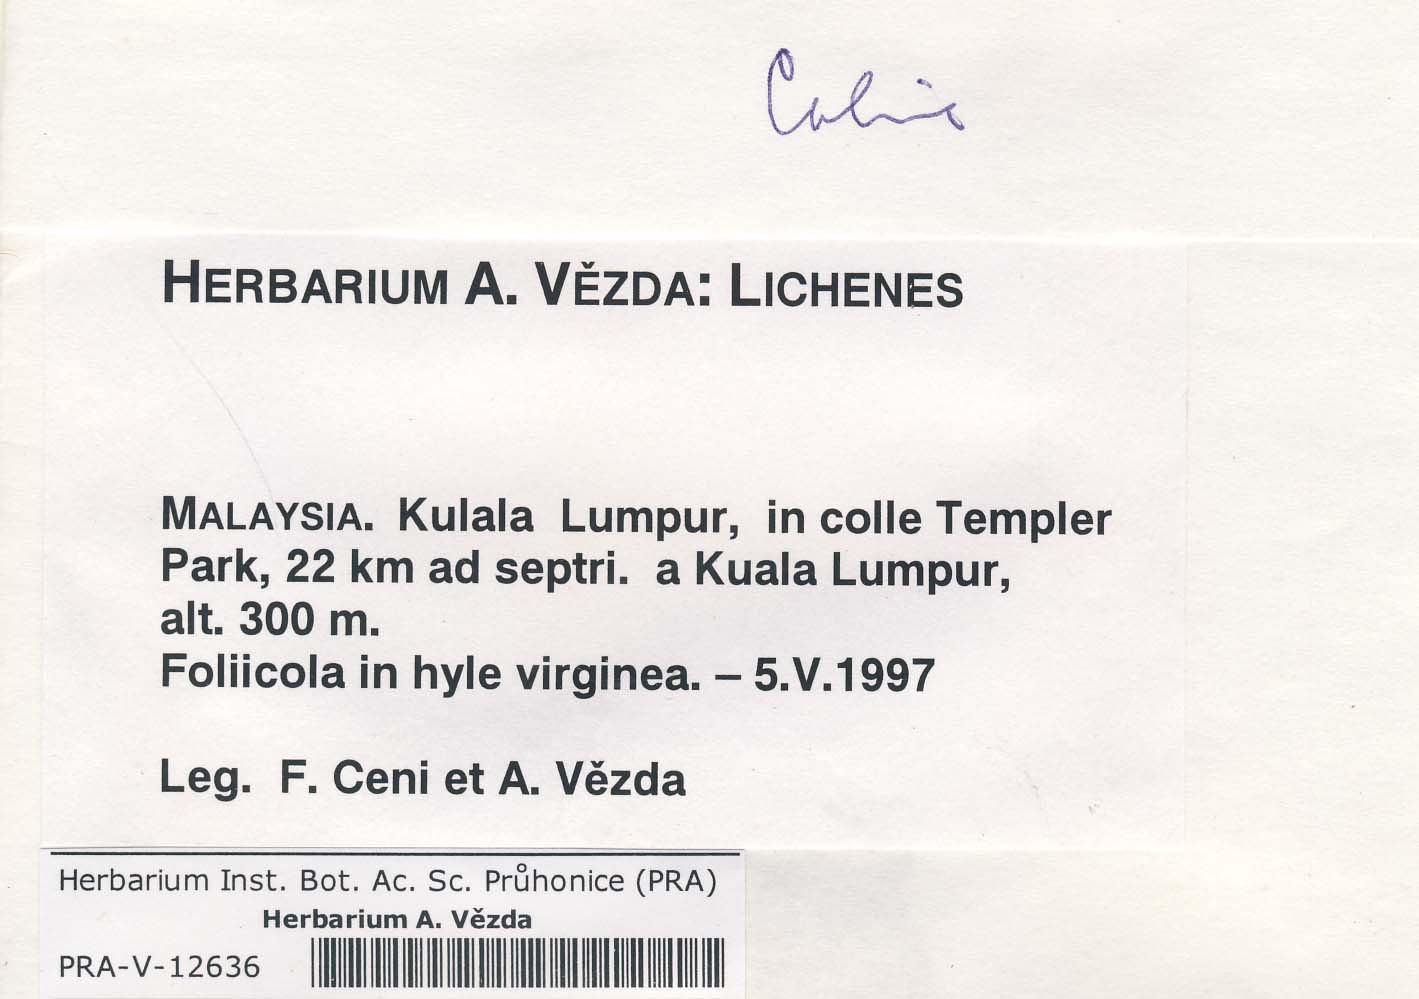 HERBARIUM A. VĚZDA: LICHENES
MALAYSIA. Kulala Lumpur, in colle Templer
Park, 22 km ad septri. a Kuala Lumpur,
alt. 300 m.
Foliicola in hyle virginea. – 5.V.1997
Leg. F. Ceni et A. Vězda
Herbarium Inst. Bot. Ac. Sc. Průhonice (PRA)
Herbarium A. Vězda
PRA-V-12636